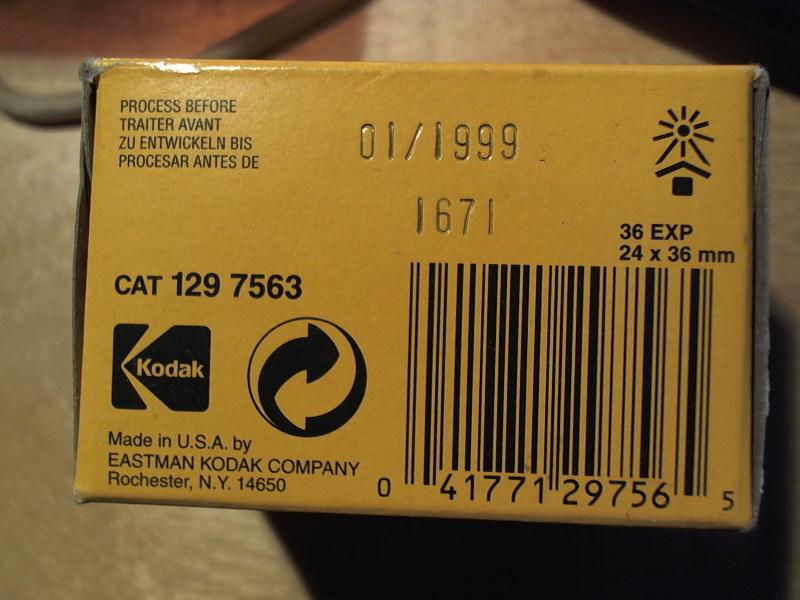 PROCESS BEFORE
TRAITER AVANT
ZU ENTWICKELN BIS
PROCESAR ANTES DE
01/1999
1671
36 EXP
24 x 36 mm
CAT 129 7563
Kodak
Made in U.S.A. by
EASTMAN KODAK COMPANY
Rochester, N.Y. 14650
0 41771 29756 5